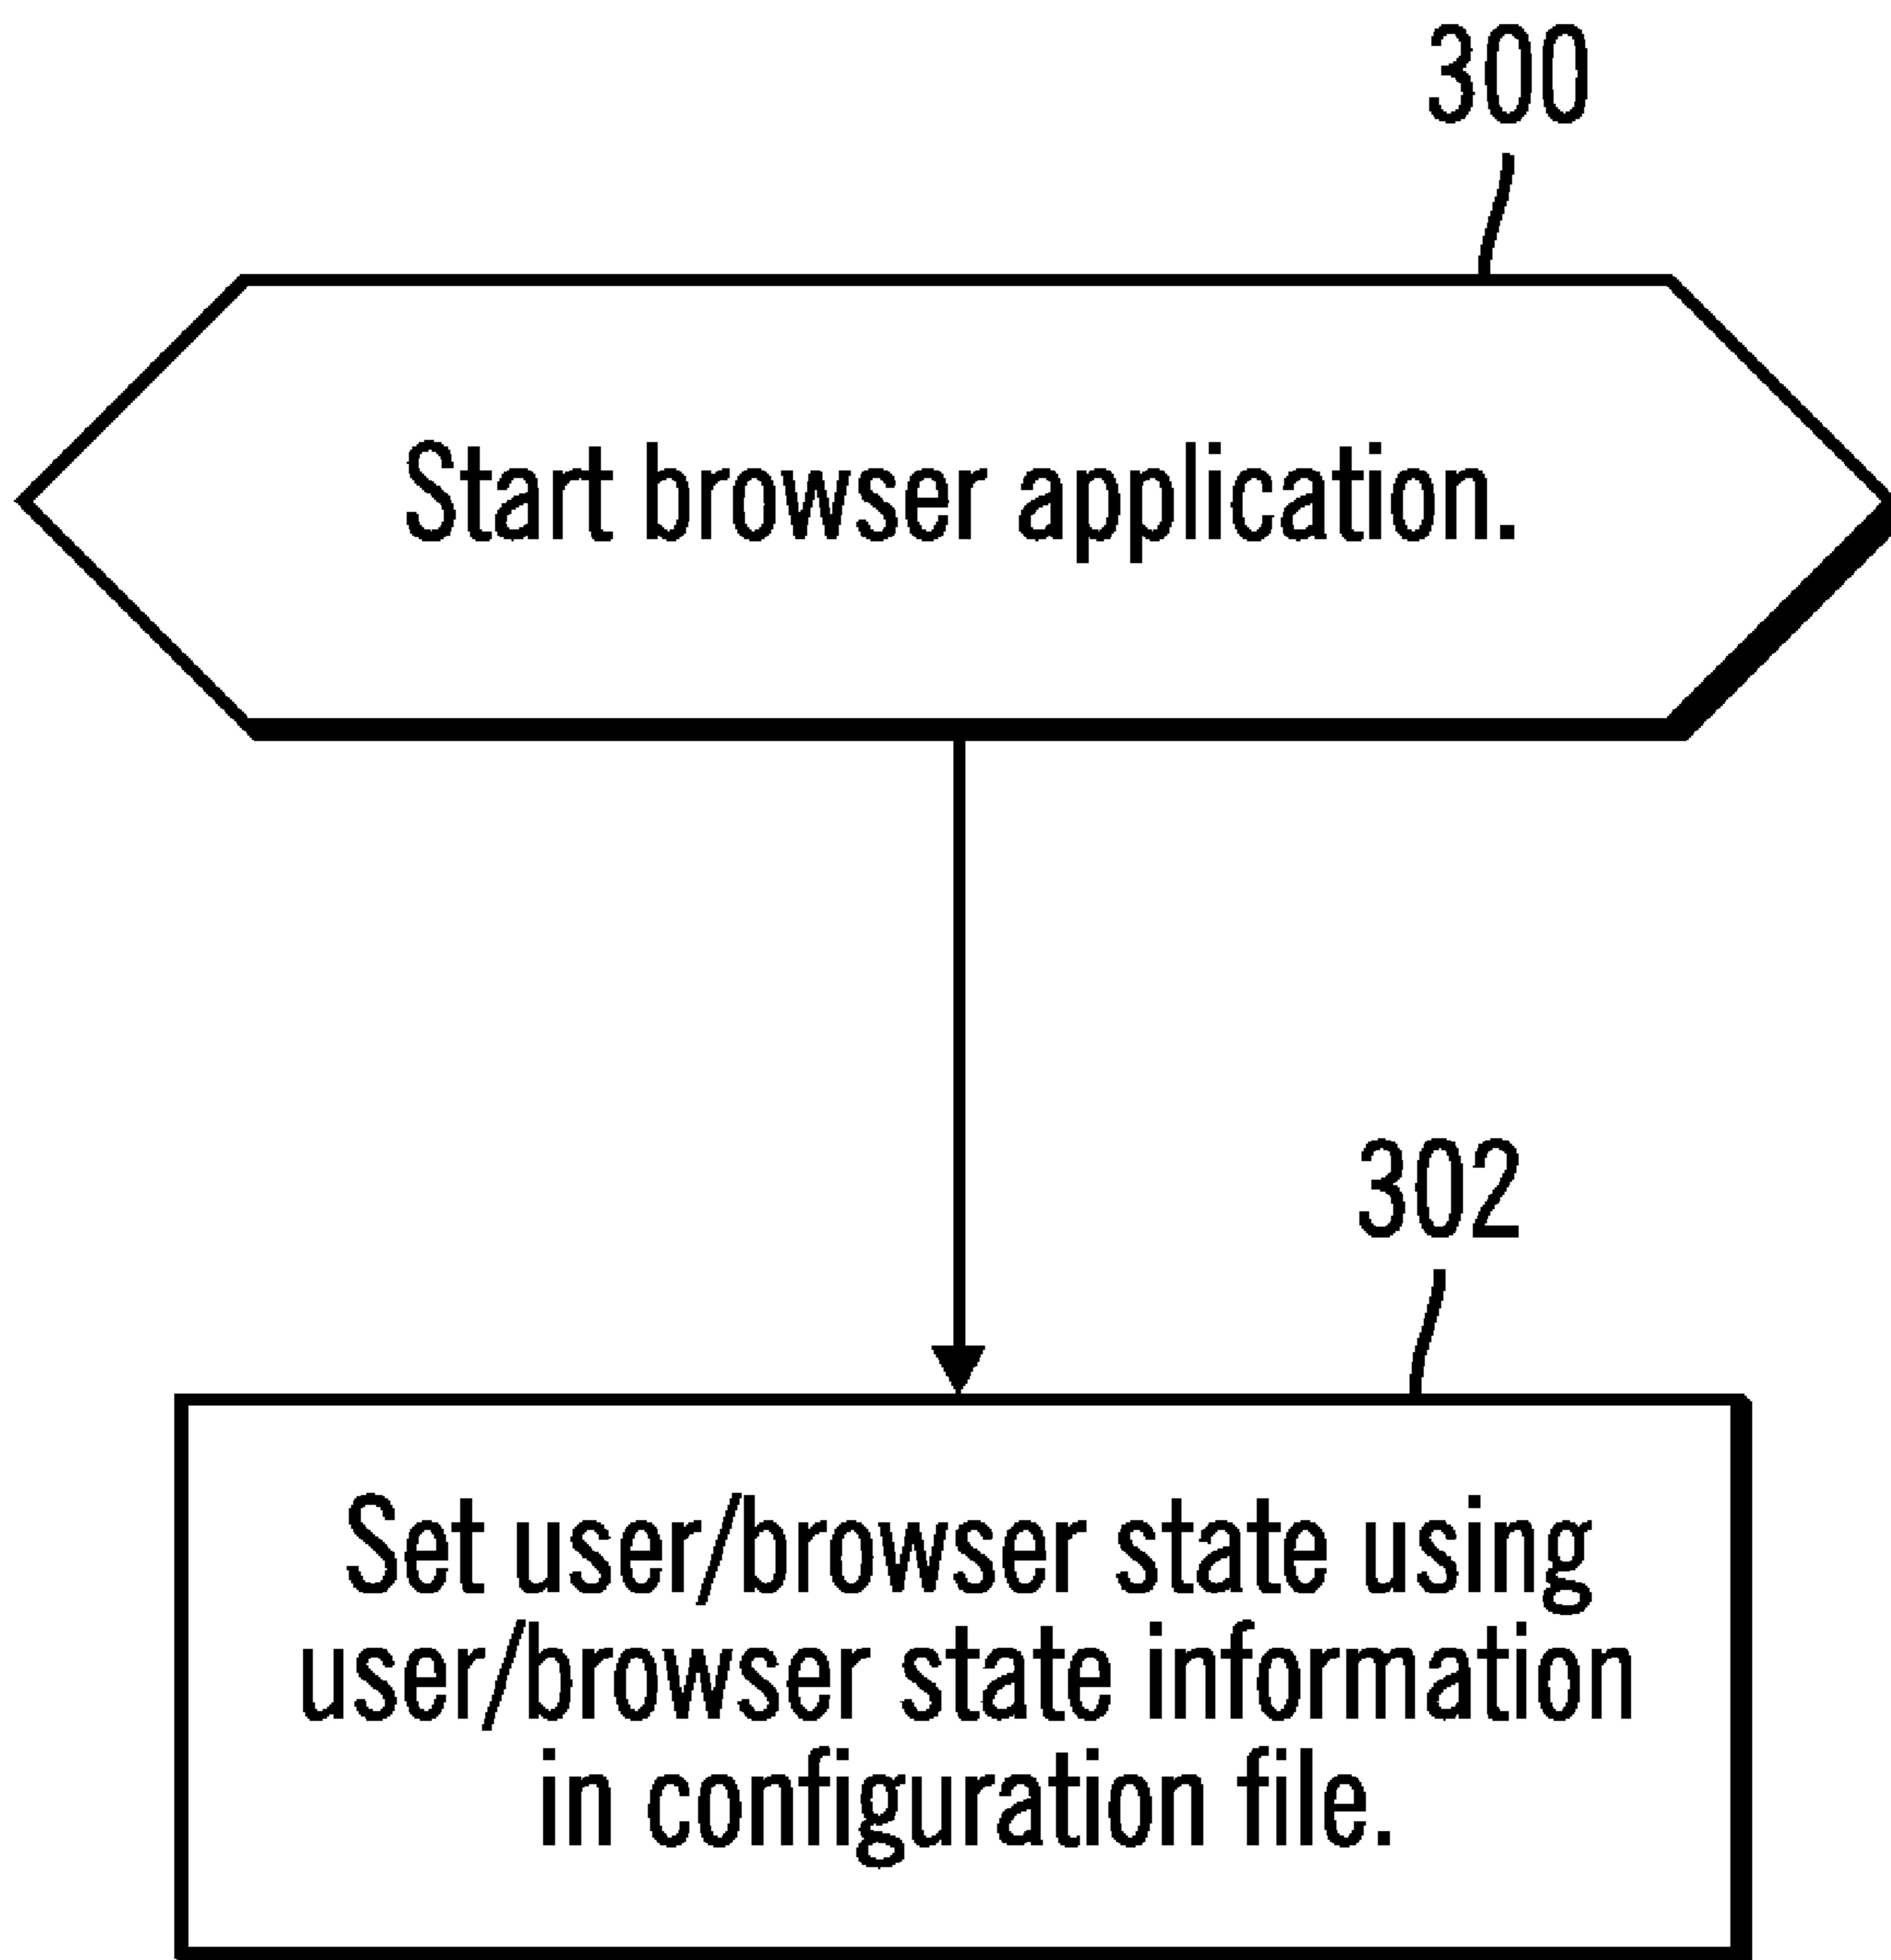 300
Start browser application.
302
Set user/browser state using
user/browser state information
in configuration file.